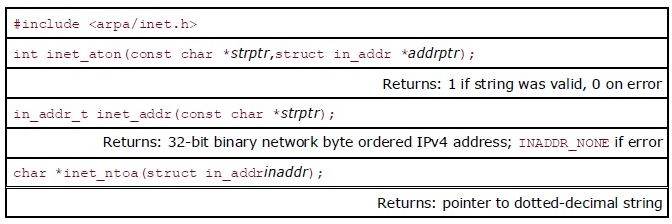 #include <arpa/inet.h>
int inet_aton(const char *strptr,struct in_addr *addrptr);
Returns: 1 if string was valid, 0 on error
in_addr_t inet_addr(const char *strptr);
Returns: 32-bit binary network byte ordered IPv4 address; INADDR_NONE if error
char *inet_ntoa(struct in_addrinaddr);
Returns: pointer to dotted-decimal string